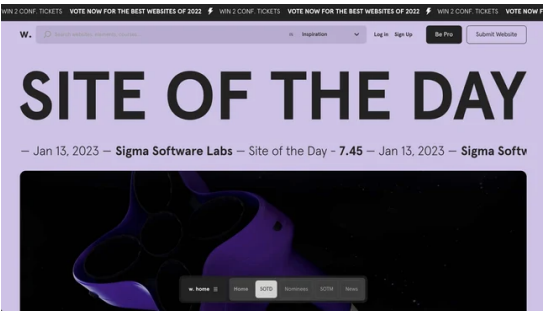 WIN 2 CONF. TICKETS VOTE NOW FOR THE BEST WEBSITES OF 2022 WIN 2 CONF. TICKETS VOTE NOW FOR THE BEST WEBSITES OF 2022 WIN 2 CONF. TICKETS VOTE NOW F
w. in Inspiration Log in Sign Up Be Pro Submit Website
SITE OF THE DAY
— Jan 13, 2023 — Sigma Software Labs — Site of the Day - 7.45 — Jan 13, 2023 — Sigma Softw
w. home Home SOTD Nominees SOTM News